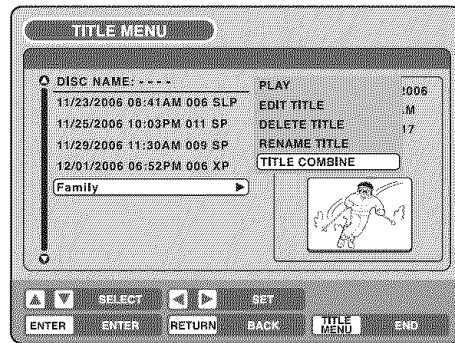 TITLE MENU
DISC NAME: - - - -
11/23/2006 08:41AM 006 SLP
11/25/2006 10:03PM 011 SP
11/29/2006 11:30AM 009 SP
12/01/2006 06:52PM 006 XP
Family
PLAY
EDIT TITLE
DELETE TITLE
RENAME TITLE
TITLE COMBINE
2006
M
17
SELECT
SET
ENTER ENTER
RETURN BACK
TITLE MENU END